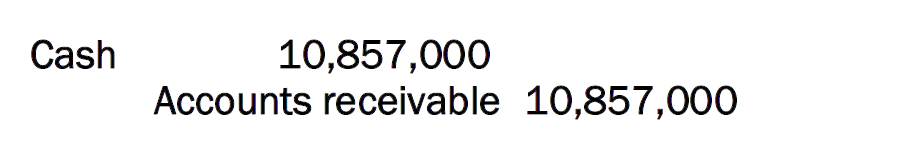 Cash 10,857,000
Accounts receivable 10,857,000